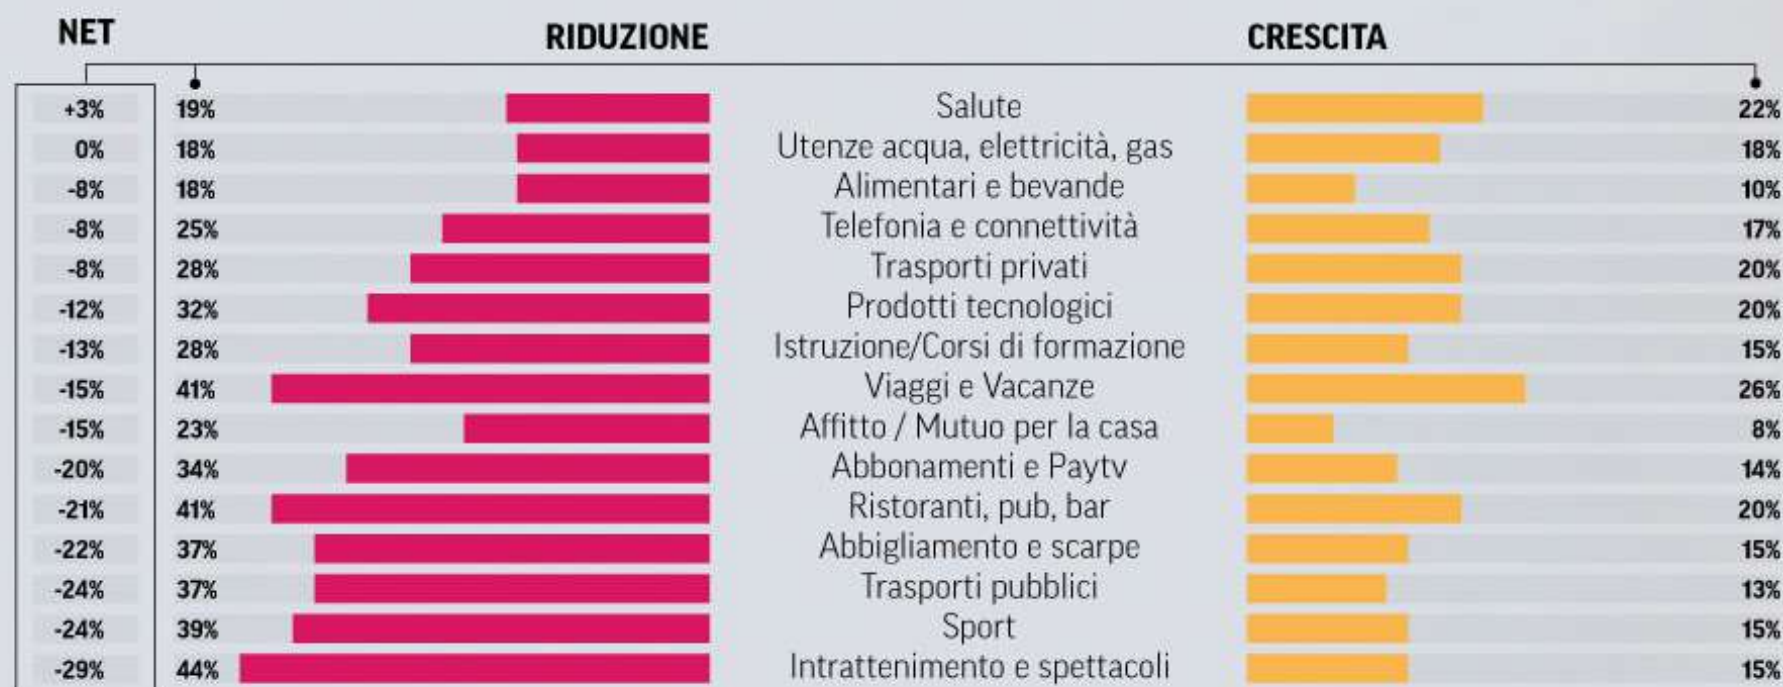 NET RIDUZIONE CRESCITA
+3% 19% Salute 22%
0% 18% Utenze acqua, elettricità, gas 18%
-8% 18% Alimentari e bevande 10%
-8% 25% Telefonia e connettività 17%
-8% 28% Trasporti privati 20%
-12% 32% Prodotti tecnologici 20%
-13% 28% Istruzione/Corsi di formazione 15%
-15% 41% Viaggi e Vacanze 26%
-15% 23% Affitto / Mutuo per la casa 8%
-20% 34% Abbonamenti e Paytv 14%
-21% 41% Ristoranti, pub, bar 20%
-22% 37% Abbigliamento e scarpe 15%
-24% 37% Trasporti pubblici 13%
-24% 39% Sport 15%
-29% 44% Intrattenimento e spettacoli 15%